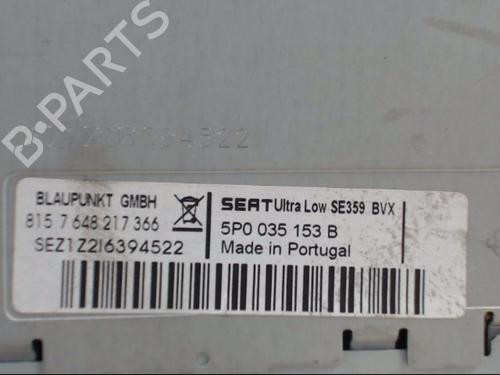 BLAUPUNKT GMBH
815 7 648 217 366
SEZ1Z2I6394522
SEAT Ultra Low SE359 BVX
5P0 035 153 B
Made in Portugal